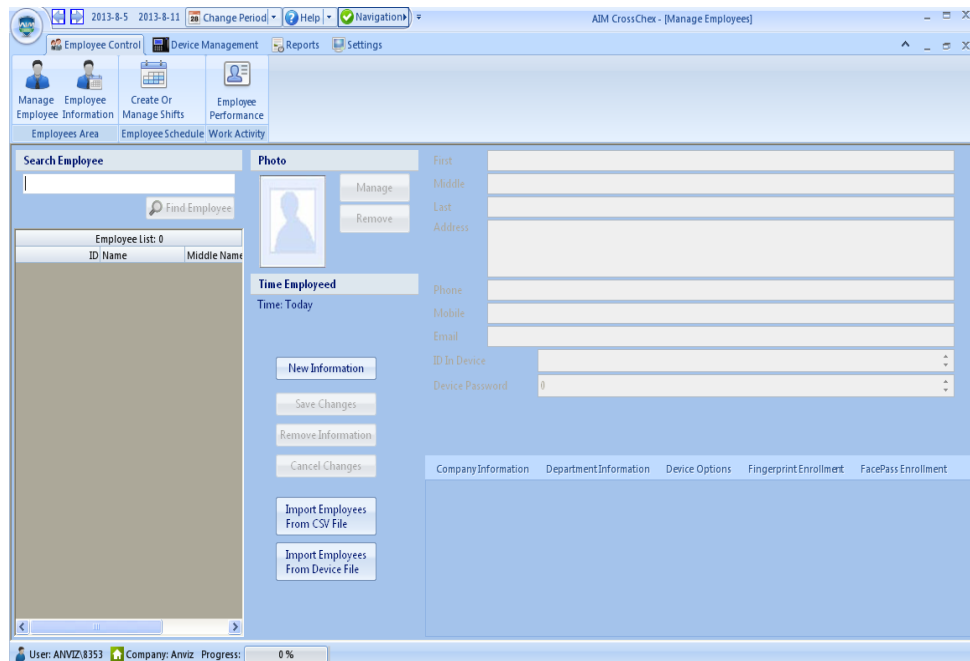 AIM
2013-8-5 2013-8-11 28 Change Period Help Navigation AIM CrossChex - [Manage Employees]
Employee Control Device Management Reports Settings
Manage Employee
Employee Information
Create Or Manage Shifts
Employee Performance
Employees Area Employee Schedule Work Activity
Search Employee
Find Employee
Employee List: 0
ID Name Middle Name
Photo
Manage
Remove
Time Employeed
Time: Today
New Information
Save Changes
Remove Information
Cancel Changes
Import Employees
From CSV File
Import Employees
From Device File
First
Middle
Last
Address
Phone
Mobile
Email
ID In Device
Device Password 0
Company Information Department Information Device Options Fingerprint Enrollment FacePass Enrollment
User: ANVIZ\8353 Company: Anviz Progress: 0 %